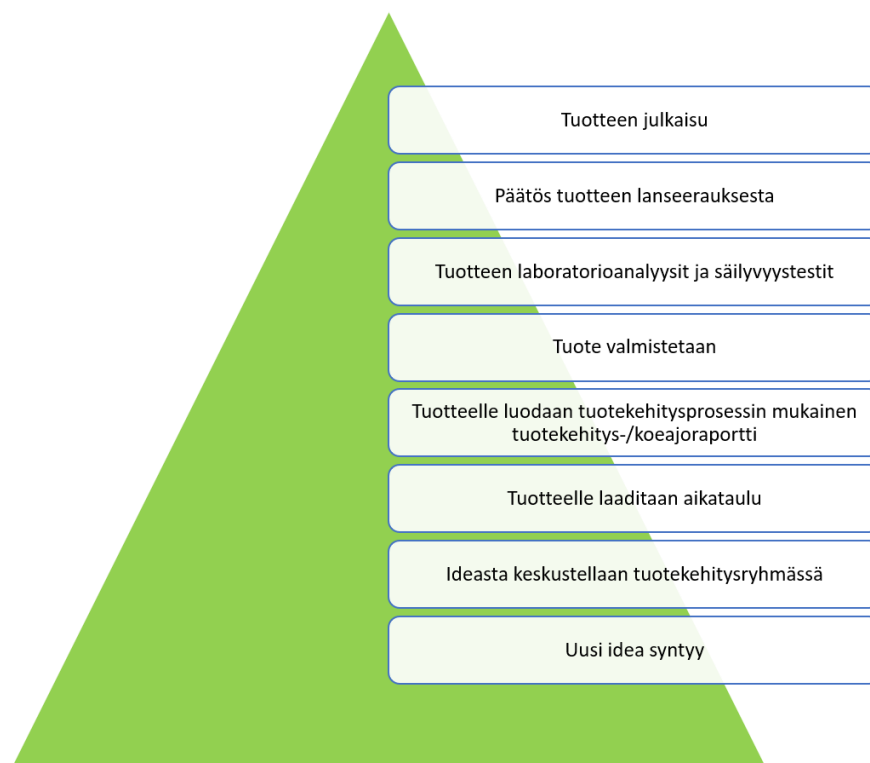 Tuotteen julkaisu
Päätös tuotteen lanseerauksesta
Tuotteen laboratorioanalyysit ja säilyvyystestit
Tuote valmistetaan
Tuotteelle luodaan tuotekehitysprosessin mukainen
tuotekehitys-/koeajoraportti
Tuotteelle laaditaan aikataulu
Ideasta keskustellaan tuotekehitysryhmässä
Uusi idea syntyy